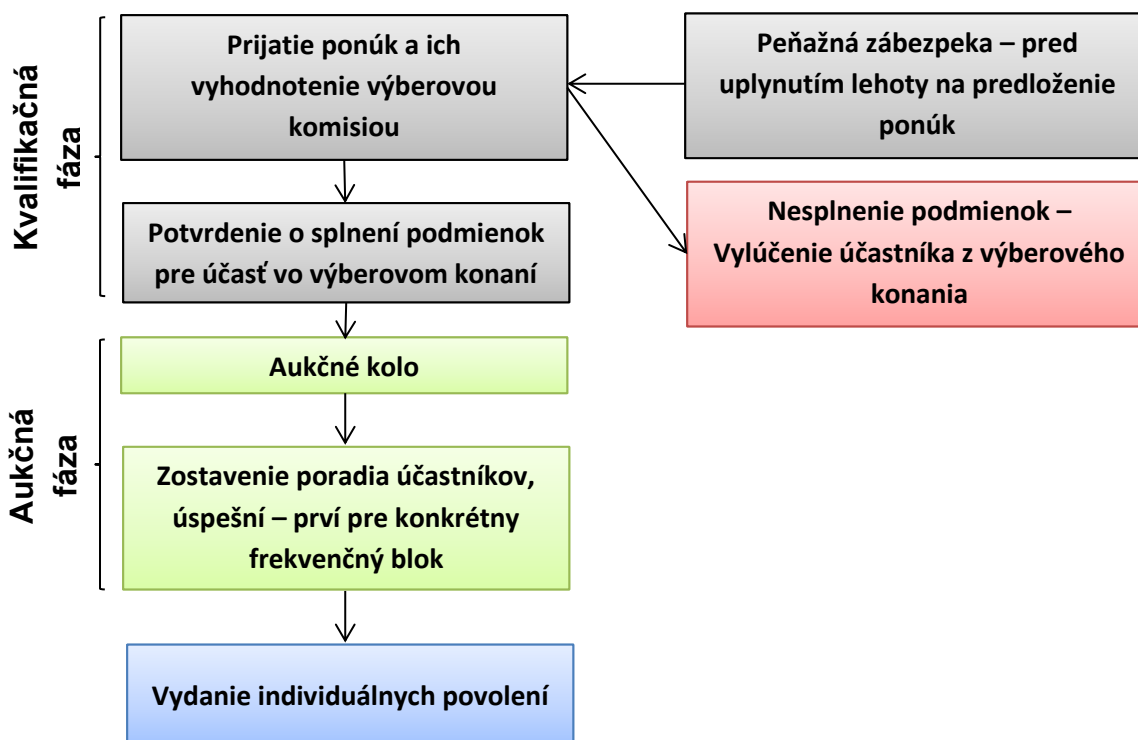 Kvalifikačná
fáza
Prijatie ponúk a ich
vyhodnotenie výberovou
komisiou
Peňažná zábezpeka – pred
uplynutím lehoty na predloženie
ponúk
Nesplnenie podmienok –
Vylúčenie účastníka z výberového
konania
Potvrdenie o splnení podmienok
pre účasť vo výberovom konaní
Aukčná
fáza
Aukčné kolo
Zostavenie poradia účastníkov,
úspešní – prví pre konkrétny
frekvenčný blok
Vydanie individuálnych povolení